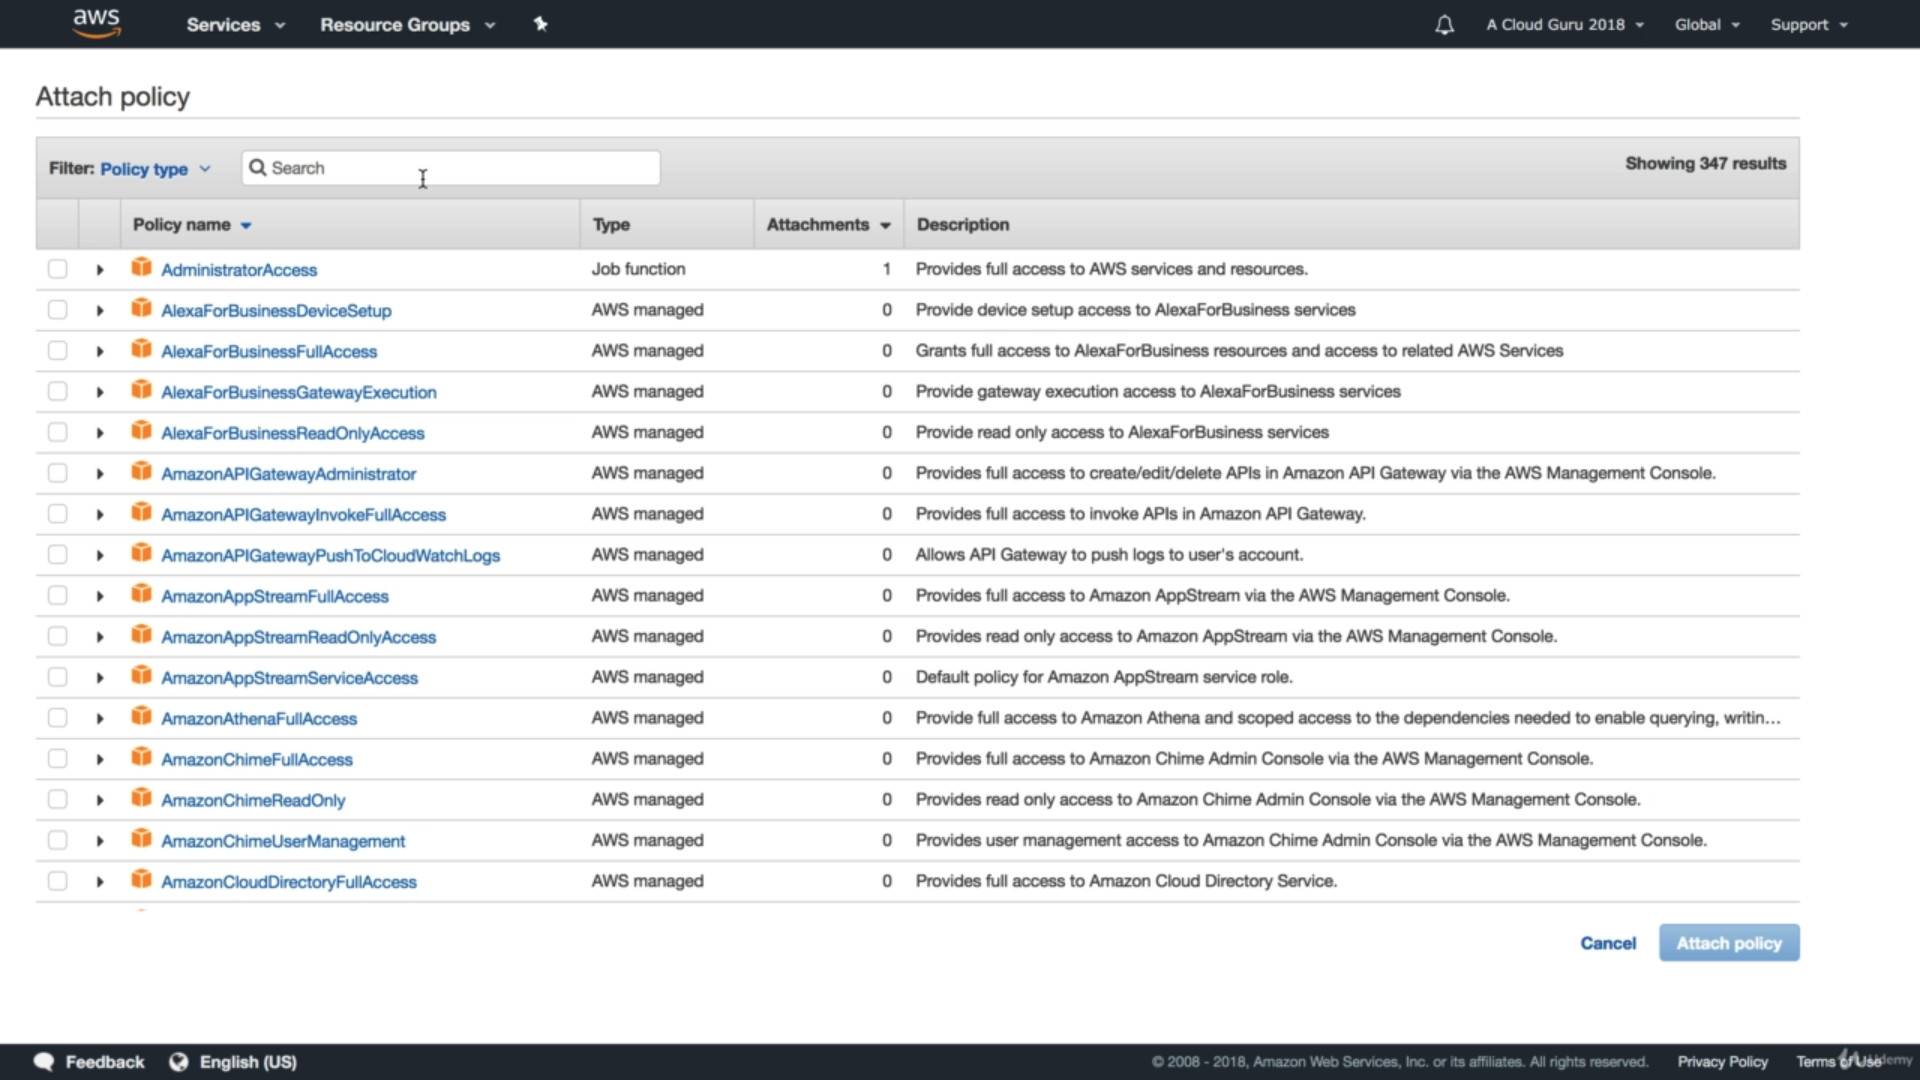 aws Services Resource Groups A Cloud Guru 2018 Global Support
Attach policy
Filter: Policy type Search Showing 347 results
Policy name Type Attachments Description
AdministratorAccess Job function 1 Provides full access to AWS services and resources.
AlexaForBusinessDeviceSetup AWS managed 0 Provide device setup access to AlexaForBusiness services
AlexaForBusinessFullAccess AWS managed 0 Grants full access to AlexaForBusiness resources and access to related AWS Services
AlexaForBusinessGatewayExecution AWS managed 0 Provide gateway execution access to AlexaForBusiness services
AlexaForBusinessReadOnlyAccess AWS managed 0 Provide read only access to AlexaForBusiness services
AmazonAPIGatewayAdministrator AWS managed 0 Provides full access to create/edit/delete APIs in Amazon API Gateway via the AWS Management Console.
AmazonAPIGatewayInvokeFullAccess AWS managed 0 Provides full access to invoke APIs in Amazon API Gateway.
AmazonAPIGatewayPushToCloudWatchLogs AWS managed 0 Allows API Gateway to push logs to user's account.
AmazonAppStreamFullAccess AWS managed 0 Provides full access to Amazon AppStream via the AWS Management Console.
AmazonAppStreamReadOnlyAccess AWS managed 0 Provides read only access to Amazon AppStream via the AWS Management Console.
AmazonAppStreamServiceAccess AWS managed 0 Default policy for Amazon AppStream service role.
AmazonAthenaFullAccess AWS managed 0 Provide full access to Amazon Athena and scoped access to the dependencies needed to enable querying, writin...
AmazonChimeFullAccess AWS managed 0 Provides full access to Amazon Chime Admin Console via the AWS Management Console.
AmazonChimeReadOnly AWS managed 0 Provides read only access to Amazon Chime Admin Console via the AWS Management Console.
AmazonChimeUserManagement AWS managed 0 Provides user management access to Amazon Chime Admin Console via the AWS Management Console.
AmazonCloudDirectoryFullAccess AWS managed 0 Provides full access to Amazon Cloud Directory Service.
Cancel Attach policy
Feedback English (US) © 2008 - 2018, Amazon Web Services, Inc. or its affiliates. All rights reserved. Privacy Policy Terms of Use